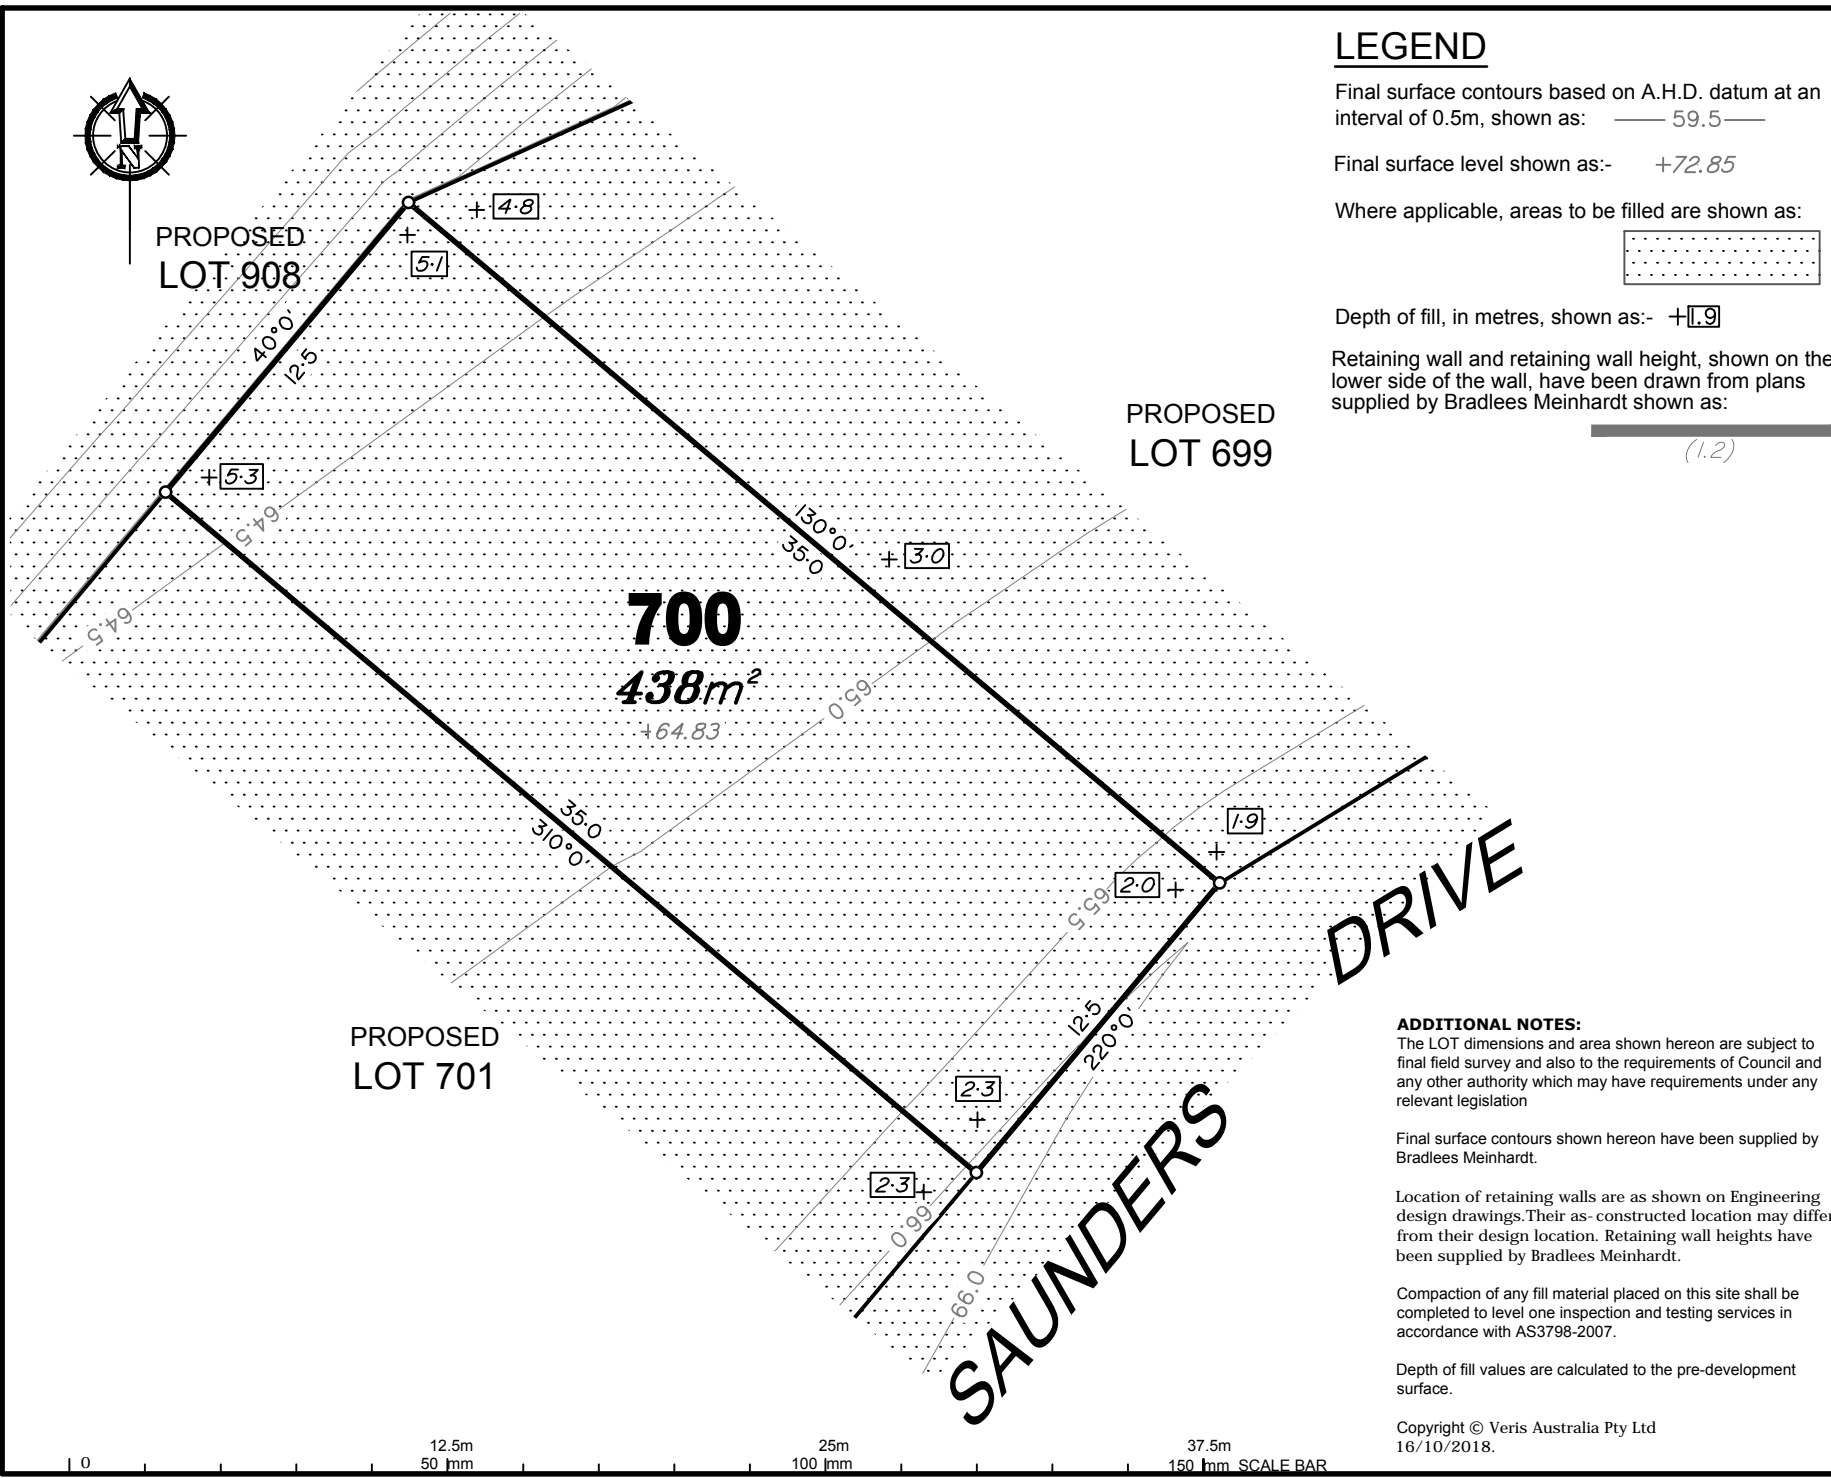 LEGEND
Final surface contours based on A.H.D. datum at an
interval of 0.5m, shown as: 59.5
Final surface level shown as:- +72.85
Where applicable, areas to be filled are shown as:
Depth of fill, in metres, shown as:- +1.9
Retaining wall and retaining wall height, shown on the
lower side of the wall, have been drawn from plans
supplied by Bradlees Meinhardt shown as:
(1.2)
N
PROPOSED
LOT 908
4·8
5·1
40°0'
12·5
5·3
64.5
64.5
PROPOSED
LOT 699
130°0'
35·0
3·0
700
438m²
+64.83
65.0
35·0
310°0'
1·9
2·0
65.5
DRIVE
12·5
220°0'
PROPOSED
LOT 701
2·3
2·3
66.0
66.0
SAUNDERS
ADDITIONAL NOTES:
The LOT dimensions and area shown hereon are subject to
final field survey and also to the requirements of Council and
any other authority which may have requirements under any
relevant legislation
Final surface contours shown hereon have been supplied by
Bradlees Meinhardt.
Location of retaining walls are as shown on Engineering
design drawings.Their as-constructed location may differ
from their design location. Retaining wall heights have
been supplied by Bradlees Meinhardt.
Compaction of any fill material placed on this site shall be
completed to level one inspection and testing services in
accordance with AS3798-2007.
Depth of fill values are calculated to the pre-development
surface.
Copyright © Veris Australia Pty Ltd
16/10/2018.
12.5m 25m 37.5m
0 50 mm 100 mm 150 mm SCALE BAR